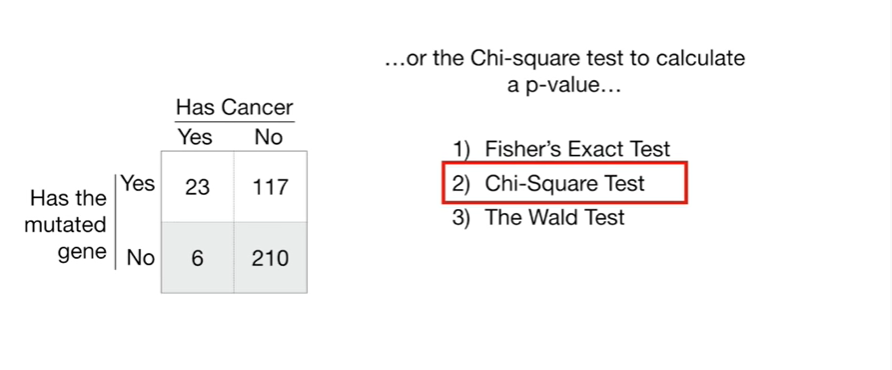 …or the Chi-square test to calculate
a p-value…
Has Cancer
Yes No
Has the
mutated
gene
Yes 23 117
No 6 210
1) Fisher’s Exact Test
2) Chi-Square Test
3) The Wald Test